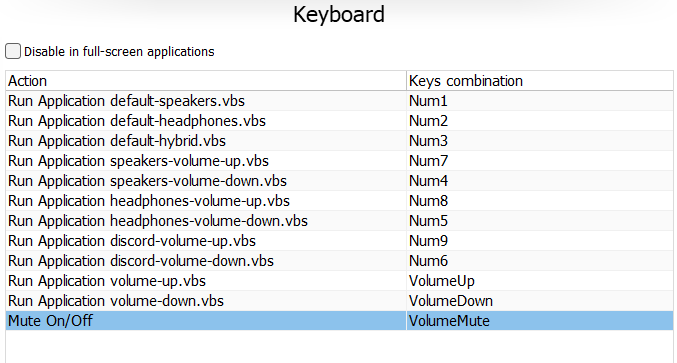 Keyboard
Disable in full-screen applications
Action Keys combination
Run Application default-speakers.vbs Num1
Run Application default-headphones.vbs Num2
Run Application default-hybrid.vbs Num3
Run Application speakers-volume-up.vbs Num7
Run Application speakers-volume-down.vbs Num4
Run Application headphones-volume-up.vbs Num8
Run Application headphones-volume-down.vbs Num5
Run Application discord-volume-up.vbs Num9
Run Application discord-volume-down.vbs Num6
Run Application volume-up.vbs VolumeUp
Run Application volume-down.vbs VolumeDown
Mute On/Off VolumeMute